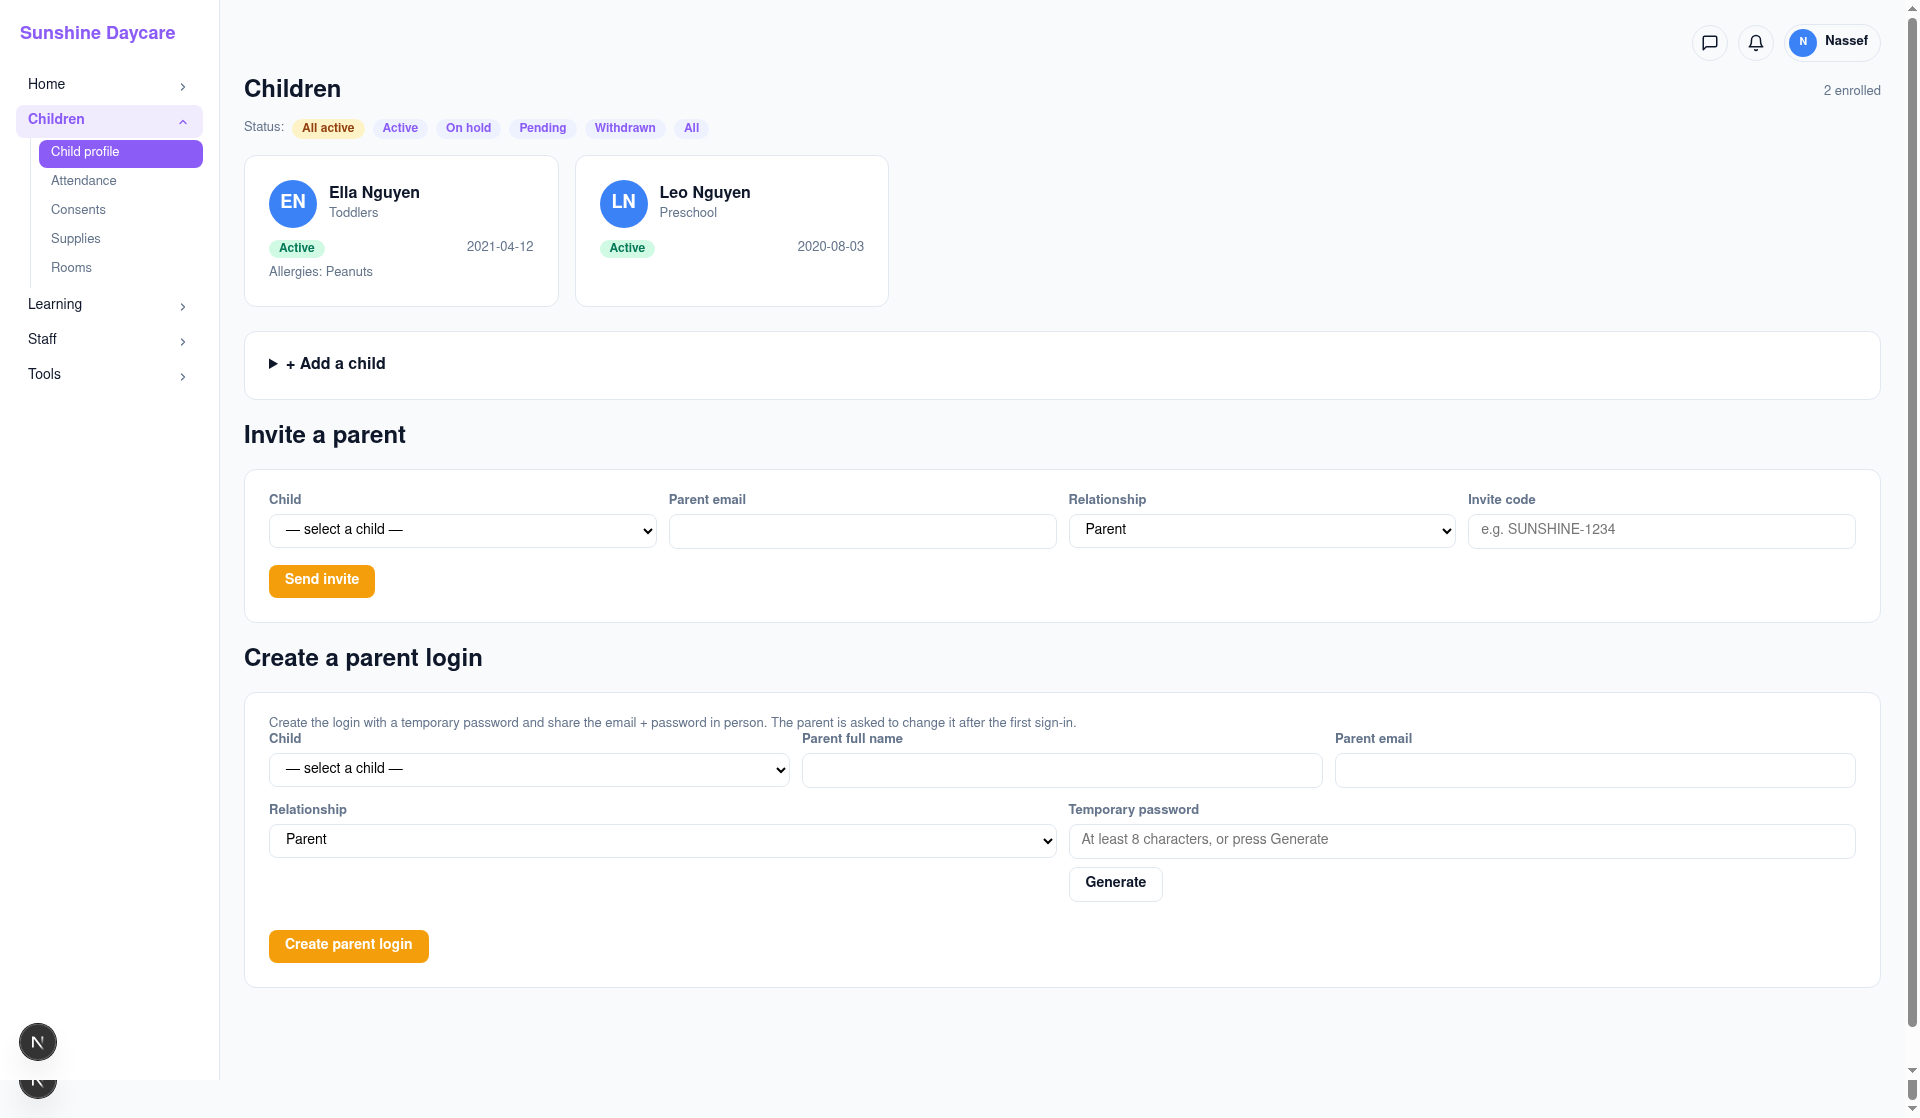 Sunshine Daycare
Home
Children
Child profile
Attendance
Consents
Supplies
Rooms
Learning
Staff
Tools
N Nassef
Children
2 enrolled
Status: All active Active On hold Pending Withdrawn All
EN Ella Nguyen
Toddlers
Active 2021-04-12
Allergies: Peanuts
LN Leo Nguyen
Preschool
Active 2020-08-03
+ Add a child
Invite a parent
Child Parent email Relationship Invite code
— select a child — Parent e.g. SUNSHINE-1234
Send invite
Create a parent login
Create the login with a temporary password and share the email + password in person. The parent is asked to change it after the first sign-in.
Child Parent full name Parent email
— select a child —
Relationship Temporary password
Parent At least 8 characters, or press Generate
Generate
Create parent login
N